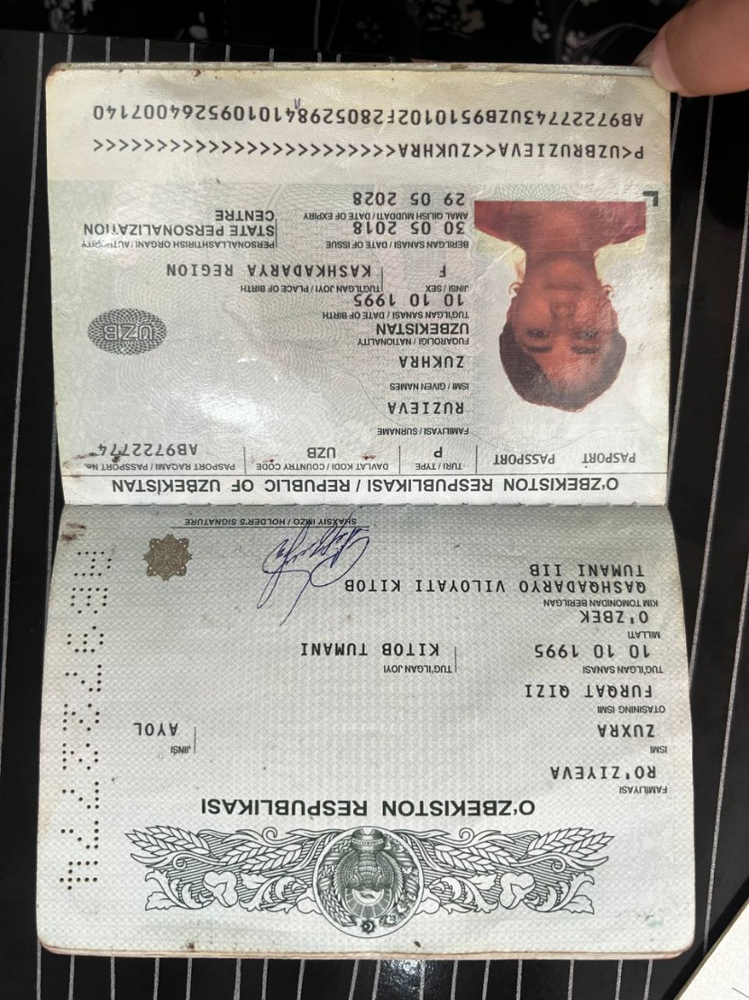 O'ZBEKISTON RESPUBLIKASI
FAMILIYASI
RO'ZIYEVA
ISMI
ZUXRA
JINSI
AYOL
OTASINING ISMI
FURQAT QIZI
TUG'ILGAN SANASI
10 10 1995
TUG'ILGAN JOYI
KITOB TUMANI
MILLATI
O'ZBEK
KIM TOMONIDAN BERILGAN
QASHQADARYO VILOYATI KITOB
TUMANI IIB
SHAXSIY IMZO / HOLDER'S SIGNATURE
AB9722774
O'ZBEKISTON RESPUBLIKASI / REPUBLIC OF UZBEKISTAN
PASPORT
PASSPORT
TURI / TYPE
P
DAVLAT KODI / COUNTRY CODE
UZB
PASPORT RAQAMI / PASSPORT No.
AB9722774
FAMILIYASI / SURNAME
RUZIEVA
ISMI / GIVEN NAMES
ZUKHRA
FUQAROLIGI / NATIONALITY
UZBEKISTAN
UZB
TUG'ILGAN SANASI / DATE OF BIRTH
10 10 1995
JINSI / SEX
F
TUG'ILGAN JOYI / PLACE OF BIRTH
KASHKADARYA REGION
BERILGAN SANASI / DATE OF ISSUE
30 05 2018
PERSONALLASHTIRISH ORGANI / AUTHORITY
STATE PERSONALIZATION
CENTRE
AMAL QILISH MUDDATI / DATE OF EXPIRY
29 05 2028
P<UZBRUZIEVA<<ZUKHRA<<<<<<<<<<<<<<<<<<<<<<<<
AB97227743UZB9510102F28052984101095264007140